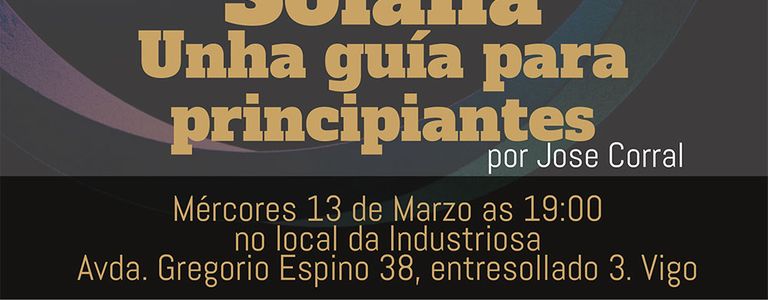 Solana
Unha guía para
principiantes
por Jose Corral
Mércores 13 de Marzo as 19:00
no local da Industriosa
Avda. Gregorio Espino 38, entresollado 3. Vigo